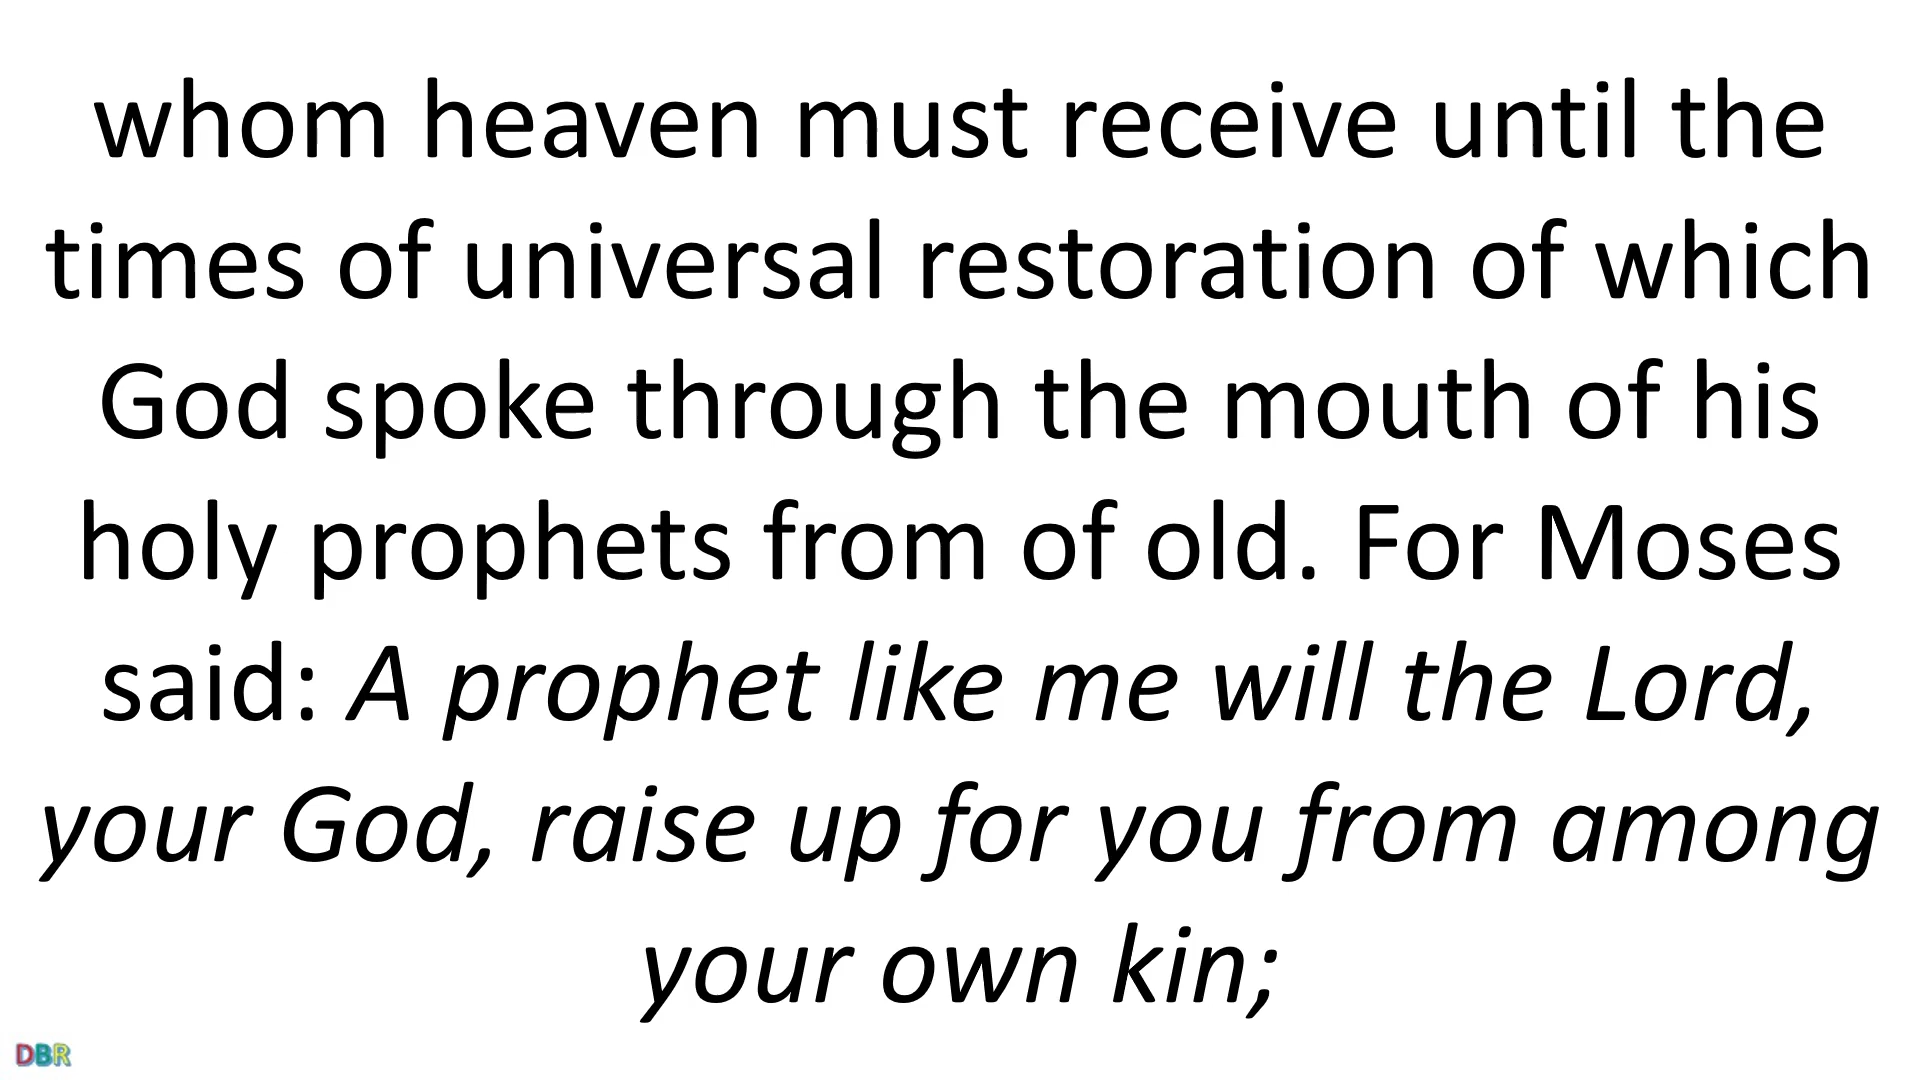 whom heaven must receive until the
times of universal restoration of which
God spoke through the mouth of his
holy prophets from of old. For Moses
said: A prophet like me will the Lord,
your God, raise up for you from among
your own kin;
DBR